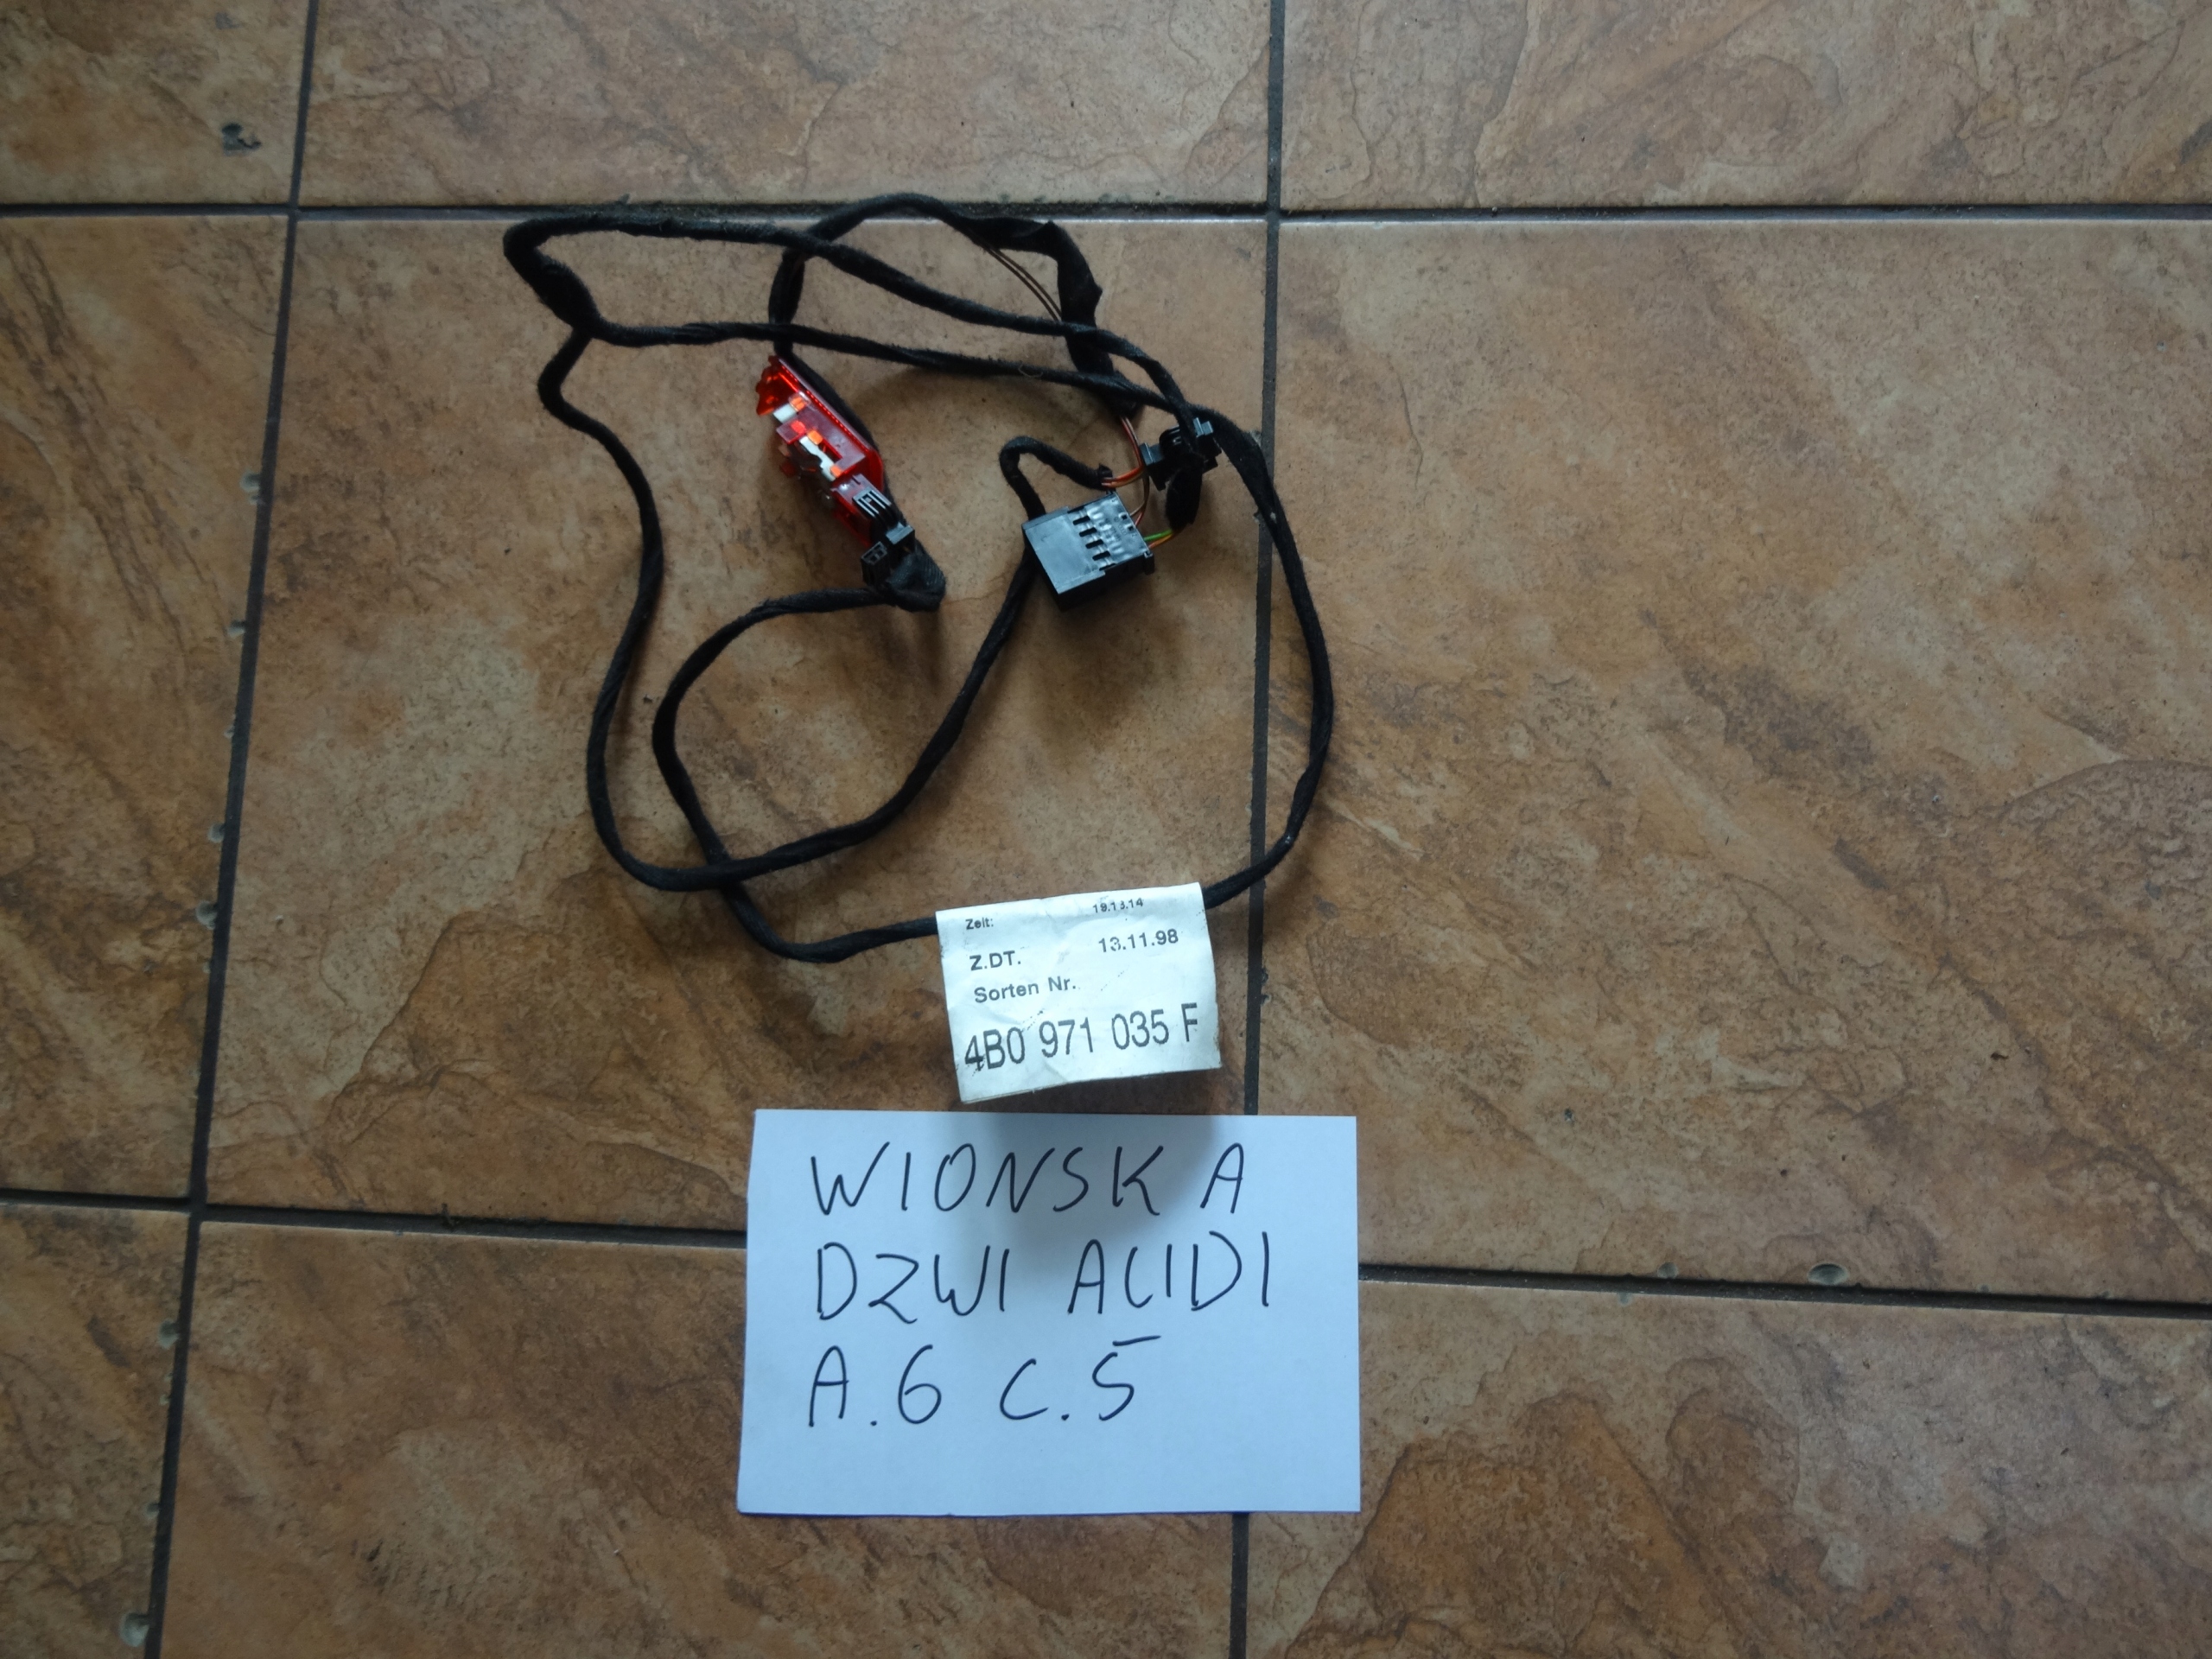 Zeit: 19.13.14
Z.DT. 13.11.98
Sorten Nr.
4B0 971 035 F
WIONSKA
DZWI AUDI
A.6 C.5